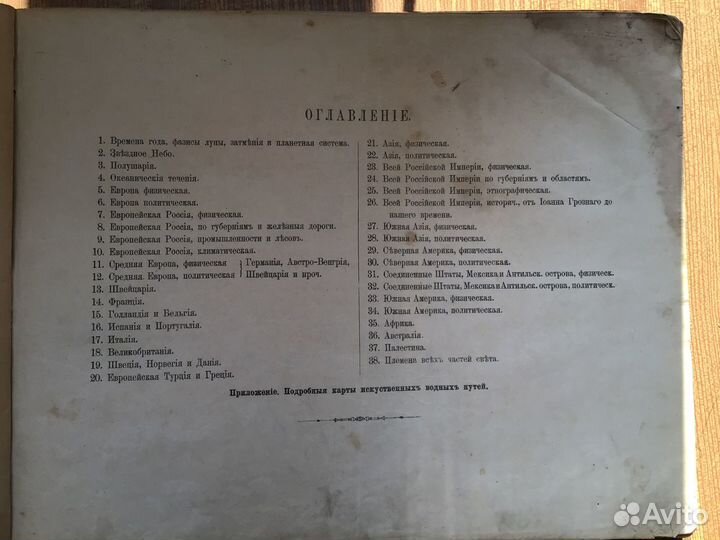 ОГЛАВЛЕНІЕ.
1. Времена года, фазисы луны, затмѣнія и планетная система.
2. Звѣздное Небо.
3. Полушарія.
4. Океаническія теченія.
5. Европа физическая.
6. Европа политическая.
7. Европейская Россія, физическая.
8. Европейская Россія, по губерніямъ и желѣзныя дороги.
9. Европейская Россія, промышленности и лѣсовъ.
10. Европейская Россія, климатическая.
11. Средняя Европа, физическая } Германія, Австро-Венгрія,
12. Средняя Европа, политическая } Швейцарія и проч.
13. Швейцарія.
14. Франція.
15. Голландія и Бельгія.
16. Испанія и Португалія.
17. Италія.
18. Великобританія.
19. Швеція, Норвегія и Данія.
20. Европейская Турція и Греція.
21. Азія, физическая.
22. Азія, политическая.
23. Всей Россійской Имперіи, физическая.
24. Всей Россійской Имперіи по губерніямъ и областямъ.
25. Всей Россійской Имперіи, этнографическая.
26. Всей Россійской Имперіи, историч., отъ Іоанна Грознаго до
нашего времени.
27. Южная Азія, физическая.
28. Южная Азія, политическая.
29. Сѣверная Америка, физическая.
30. Сѣверная Америка, политическая.
31. Соединенные Штаты, Мексика и Антильск. острова, физическ.
32. Соединенные Штаты, Мексика и Антильск. острова, политическ.
33. Южная Америка, физическая.
34. Южная Америка, политическая.
35. Африка.
36. Австралія.
37. Палестина.
38. Племена всѣхъ частей свѣта.
Приложеніе. Подробныя карты искуственныхъ водныхъ путей.
Avito